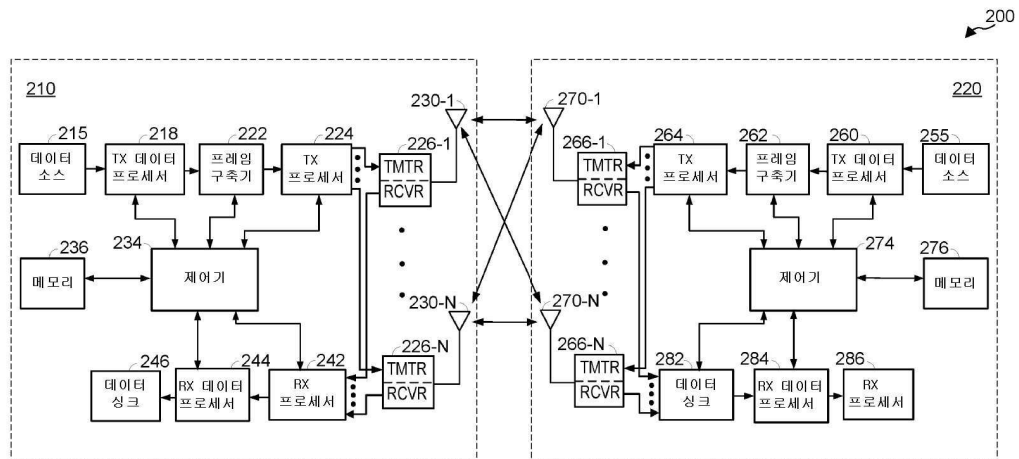 200
210
220
230-1
270-1
215
218
222
224
226-1
266-1
264
262
260
255
데이터
소스
TX 데이터
프로세서
프레임
구축기
TX
프로세서
TMTR
RCVR
TMTR
RCVR
TX
프로세서
프레임
구축기
TX 데이터
프로세서
데이터
소스
236
234
274
276
메모리
제어기
제어기
메모리
230-N
270-N
246
244
242
226-N
266-N
282
284
286
데이터
싱크
RX 데이터
프로세서
RX
프로세서
TMTR
RCVR
TMTR
RCVR
데이터
싱크
RX 데이터
프로세서
RX
프로세서